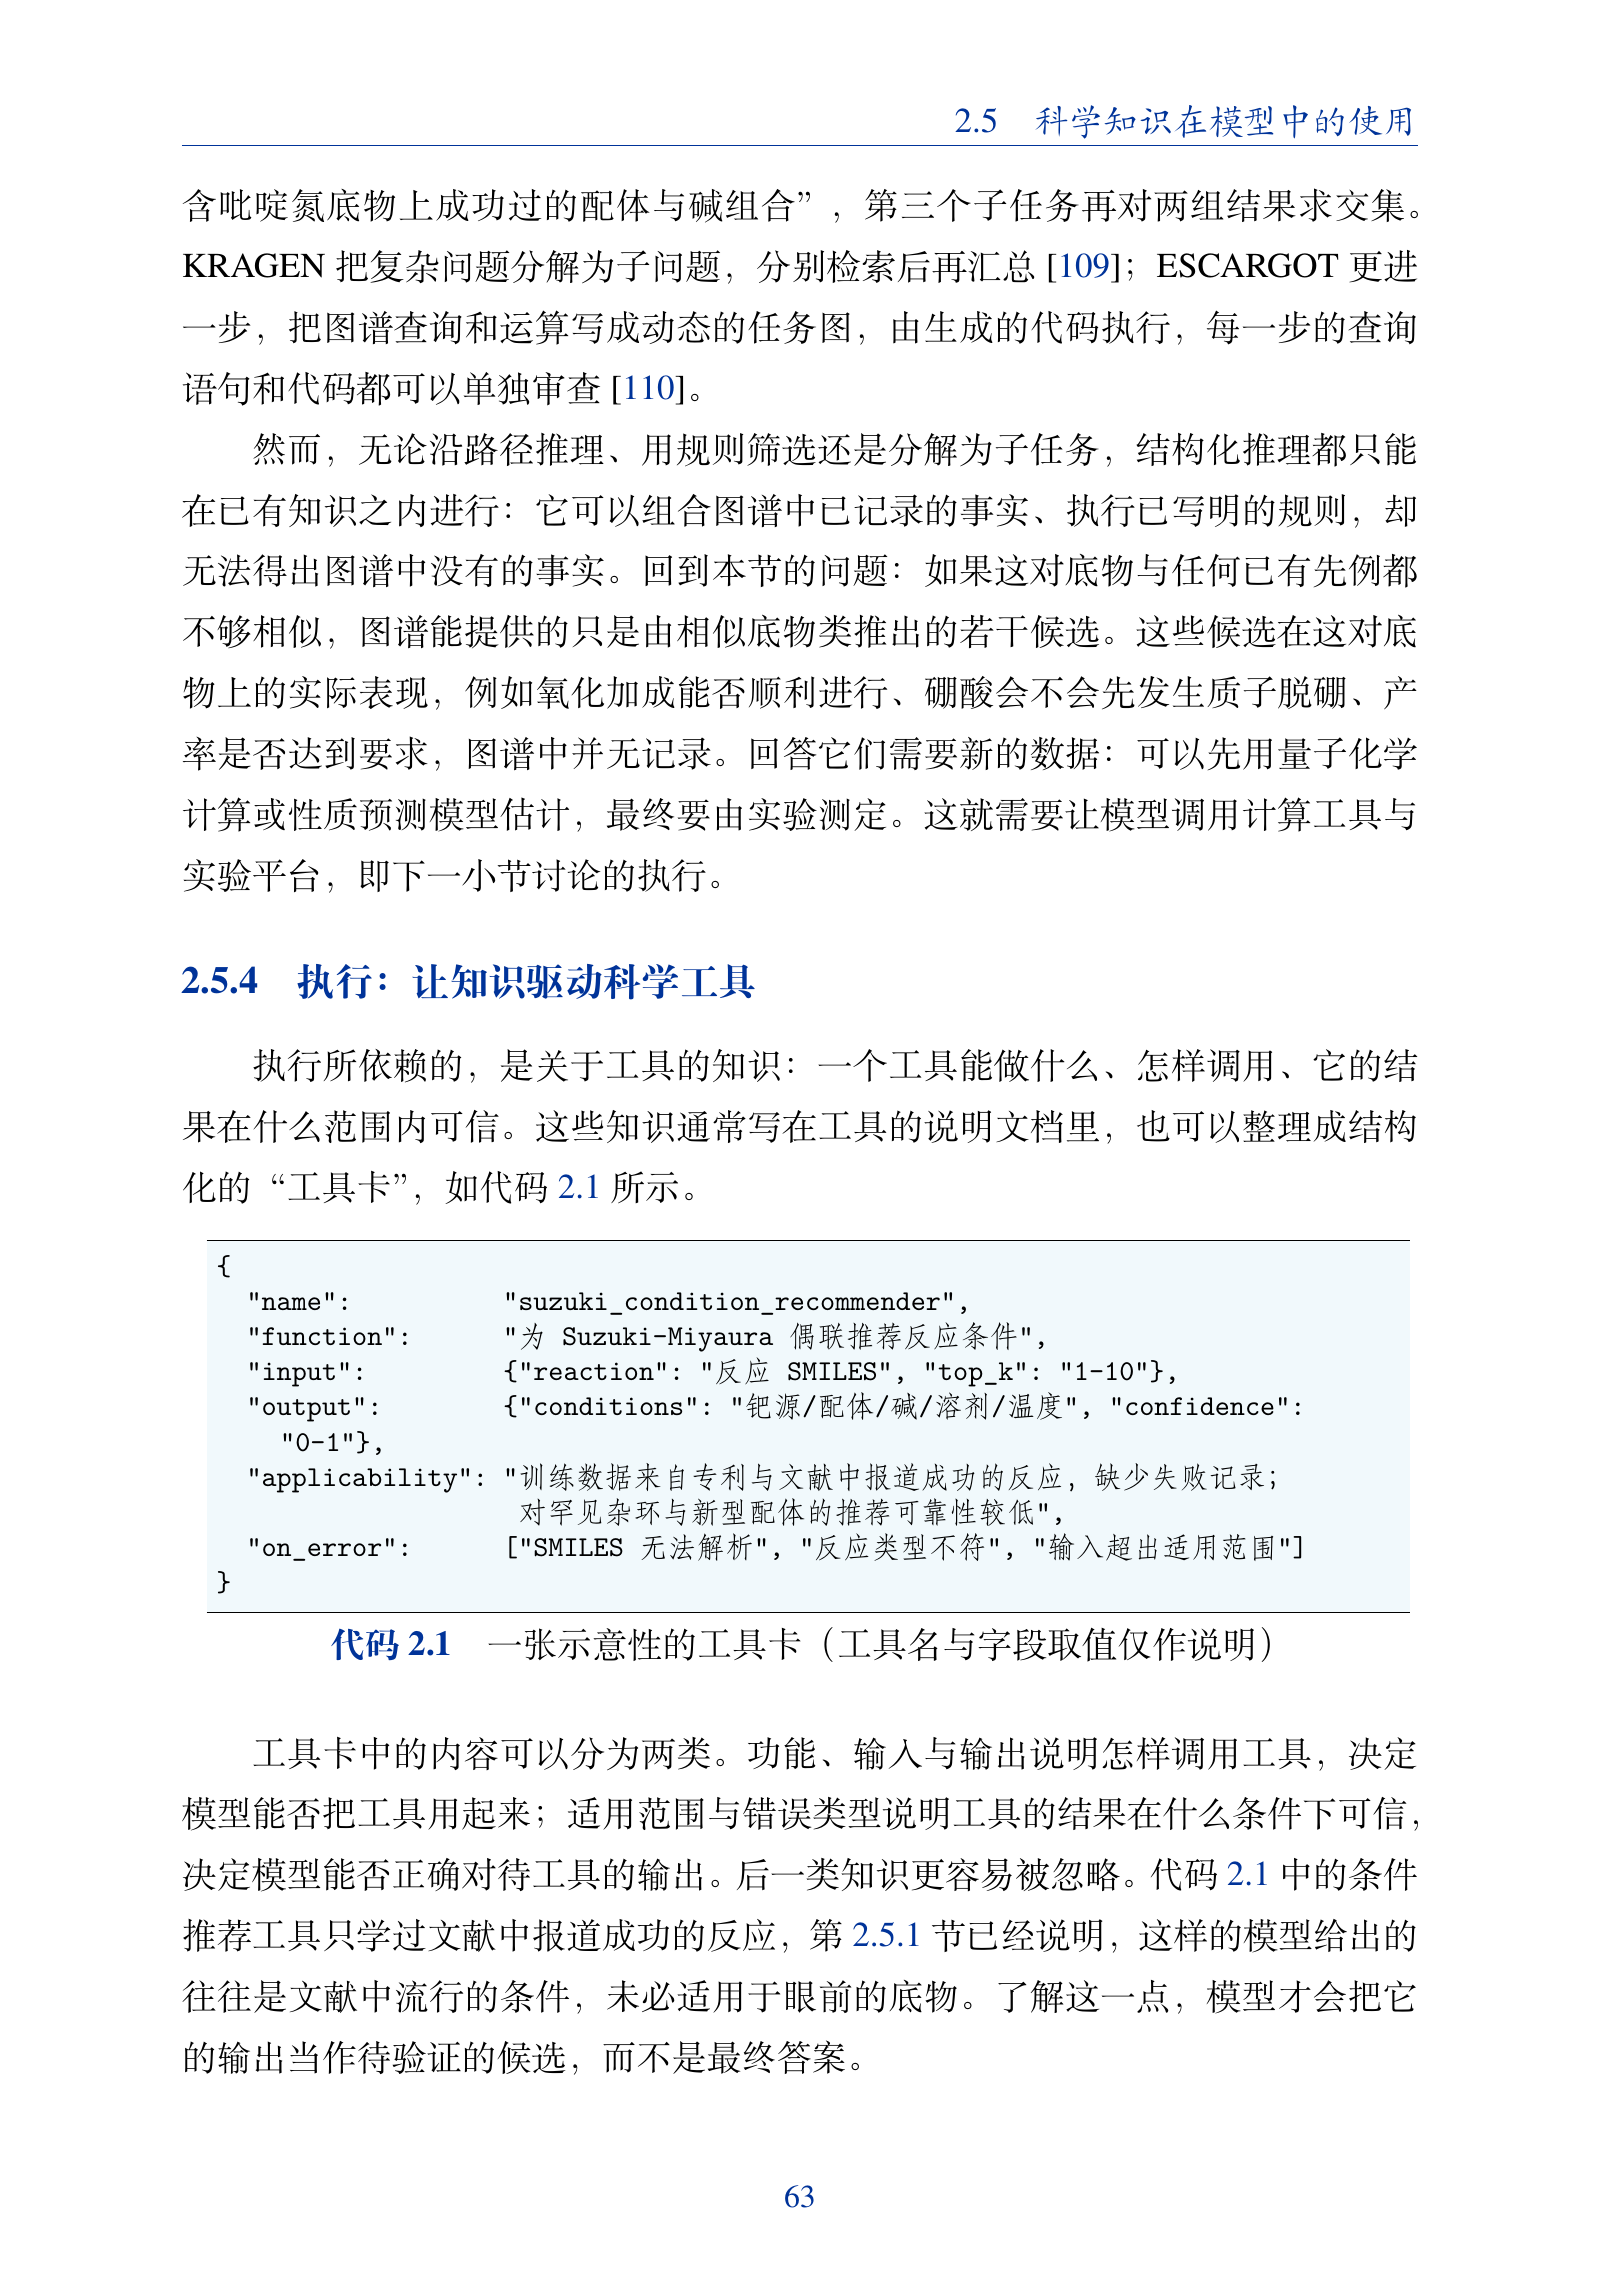 2.5 科学知识在模型中的使用
含吡啶氮底物上成功过的配体与碱组合”，第三个子任务再对两组结果求交集。
KRAGEN 把复杂问题分解为子问题，分别检索后再汇总 [109]；ESCARGOT 更进
一步，把图谱查询和运算写成动态的任务图，由生成的代码执行，每一步的查询
语句和代码都可以单独审查 [110]。
然而，无论沿路径推理、用规则筛选还是分解为子任务，结构化推理都只能
在已有知识之内进行：它可以组合图谱中已记录的事实、执行已写明的规则，却
无法得出图谱中没有的事实。回到本节的问题：如果这对底物与任何已有先例都
不够相似，图谱能提供的只是由相似底物类推出的若干候选。这些候选在这对底
物上的实际表现，例如氧化加成能否顺利进行、硼酸会不会先发生质子脱硼、产
率是否达到要求，图谱中并无记录。回答它们需要新的数据：可以先用量子化学
计算或性质预测模型估计，最终要由实验测定。这就需要让模型调用计算工具与
实验平台，即下一小节讨论的执行。
2.5.4 执行：让知识驱动科学工具
执行所依赖的，是关于工具的知识：一个工具能做什么、怎样调用、它的结
果在什么范围内可信。这些知识通常写在工具的说明文档里，也可以整理成结构
化的“工具卡”，如代码 2.1 所示。
{
"name": "suzuki_condition_recommender",
"function": "为 Suzuki-Miyaura 偶联推荐反应条件",
"input": {"reaction": "反应 SMILES", "top_k": "1-10"},
"output": {"conditions": "钯源/配体/碱/溶剂/温度", "confidence":
"0-1"},
"applicability": "训练数据来自专利与文献中报道成功的反应，缺少失败记录；
对罕见杂环与新型配体的推荐可靠性较低",
"on_error": ["SMILES 无法解析", "反应类型不符", "输入超出适用范围"]
}
代码 2.1 一张示意性的工具卡（工具名与字段取值仅作说明）
工具卡中的内容可以分为两类。功能、输入与输出说明怎样调用工具，决定
模型能否把工具用起来；适用范围与错误类型说明工具的结果在什么条件下可信，
决定模型能否正确对待工具的输出。后一类知识更容易被忽略。代码 2.1 中的条件
推荐工具只学过文献中报道成功的反应，第 2.5.1 节已经说明，这样的模型给出的
往往是文献中流行的条件，未必适用于眼前的底物。了解这一点，模型才会把它
的输出当作待验证的候选，而不是最终答案。
63